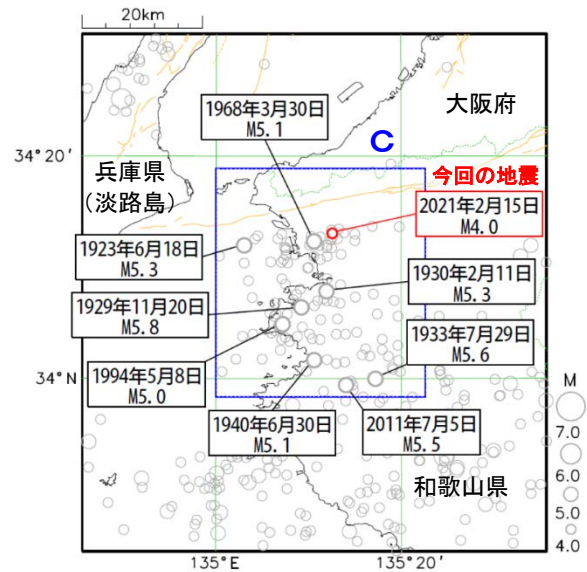 20km
大阪府
1968年3月30日
M5.1
C
34°20'
兵庫県
(淡路島)
今回の地震
2021年2月15日
M4.0
1923年6月18日
M5.3
1930年2月11日
M5.3
1929年11月20日
M5.8
1933年7月29日
M5.6
1994年5月8日
M5.0
34°N
1940年6月30日
M5.1
2011年7月5日
M5.5
M
7.0
6.0
5.0
4.0
和歌山県
135°E
135°20'